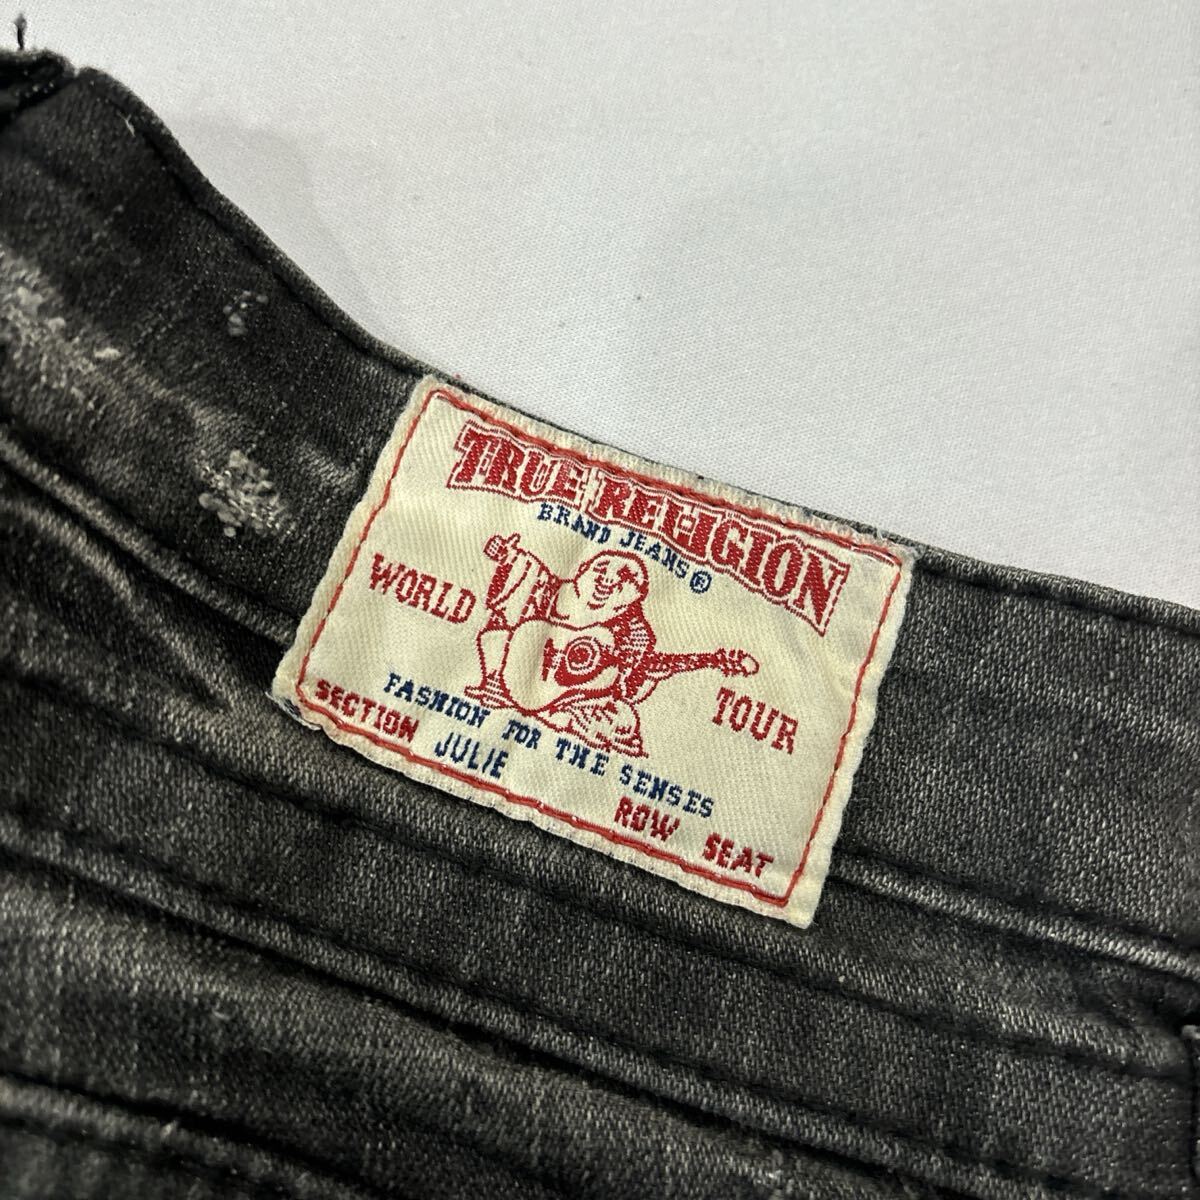 TRUE RELIGION
BRAND JEANS®
WORLD TOUR
FASHION FOR THE SENSES
SECTION JULIE
ROW SEAT